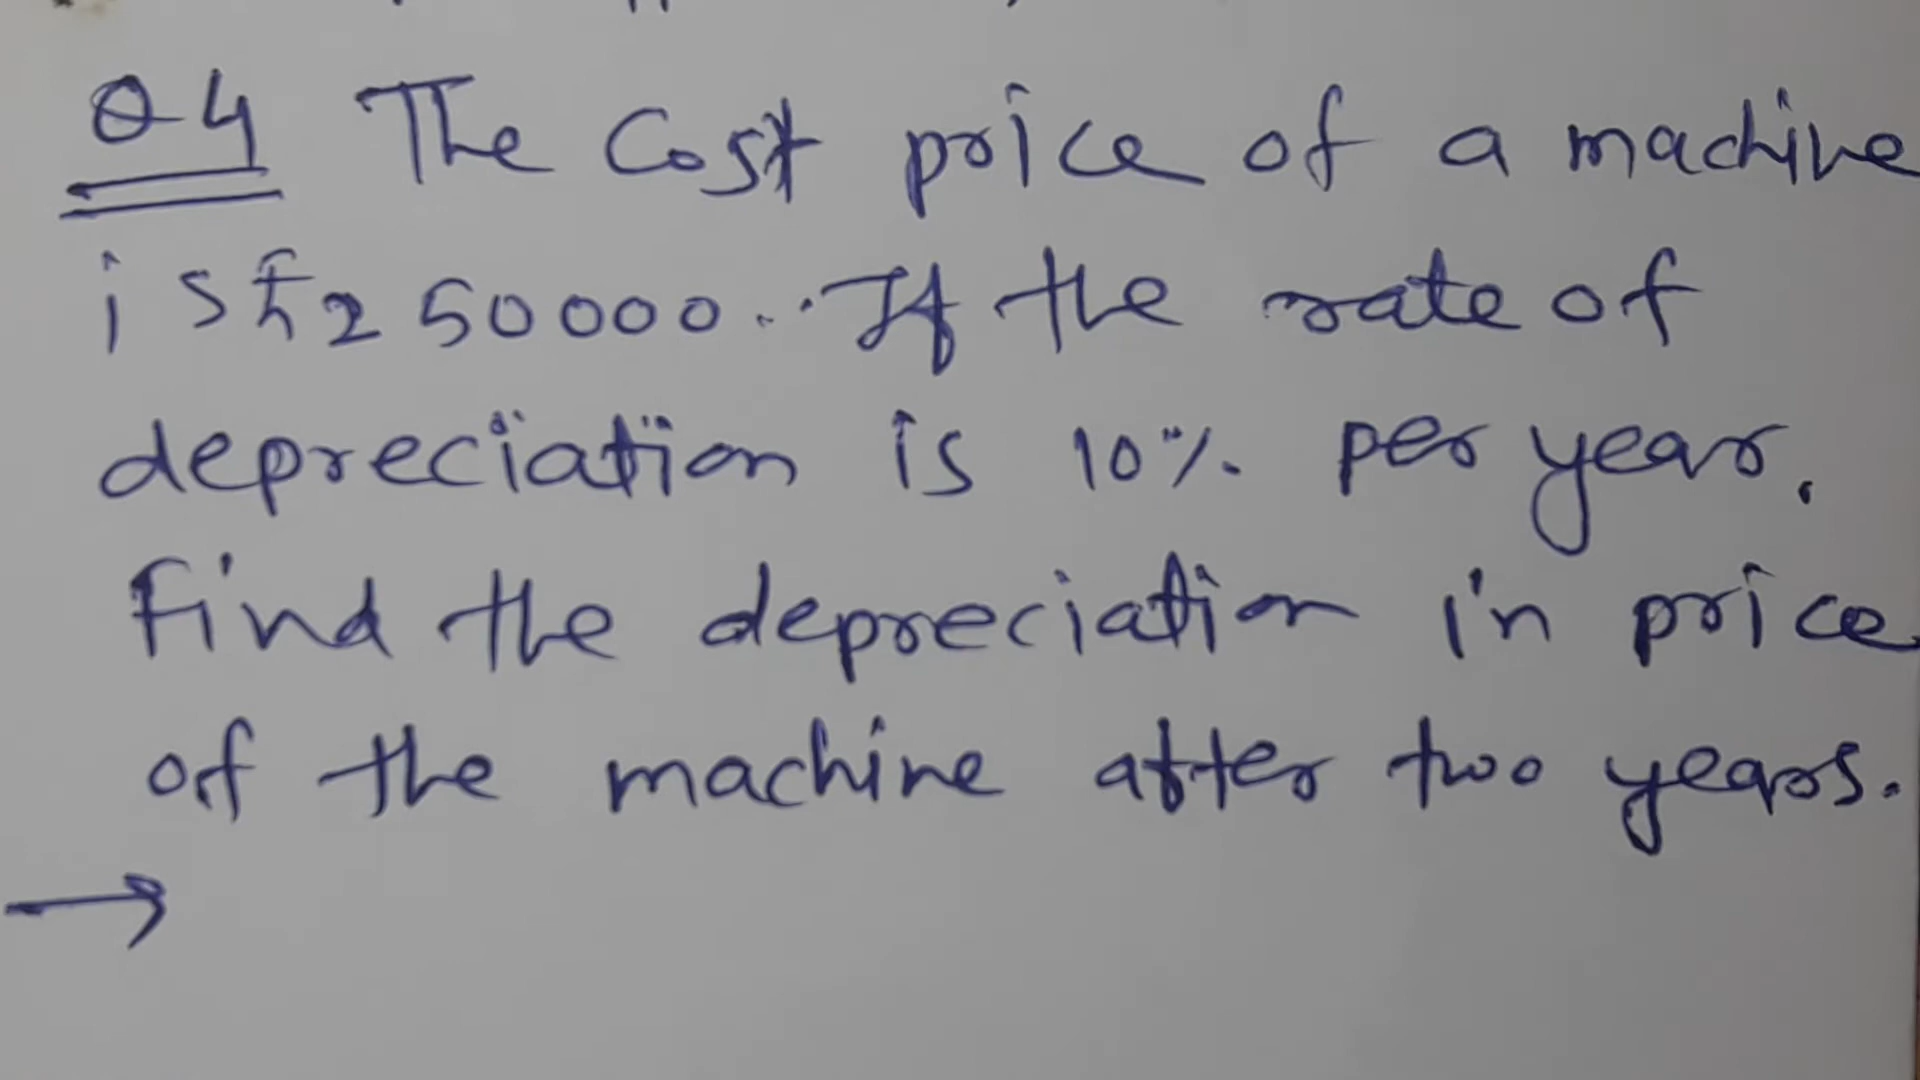 Q4 The Cost price of a machine
is ₹250000. If the rate of
depreciation is 10% per year.
Find the depreciation in price
of the machine after two years.
→